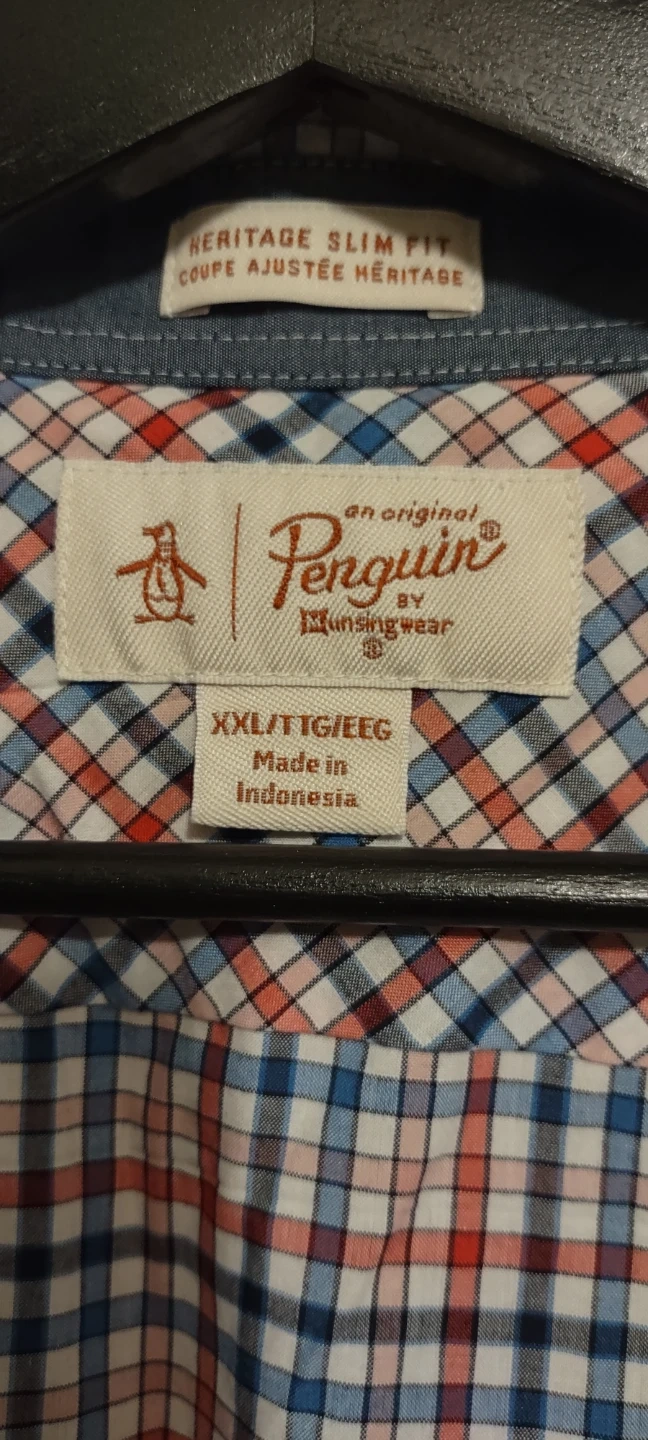 HERITAGE SLIM FIT
COUPE AJUSTÉE HÉRITAGE
an original
Penguin®
BY
Munsingwear
®
XXL/TTG/EEG
Made in
Indonesia